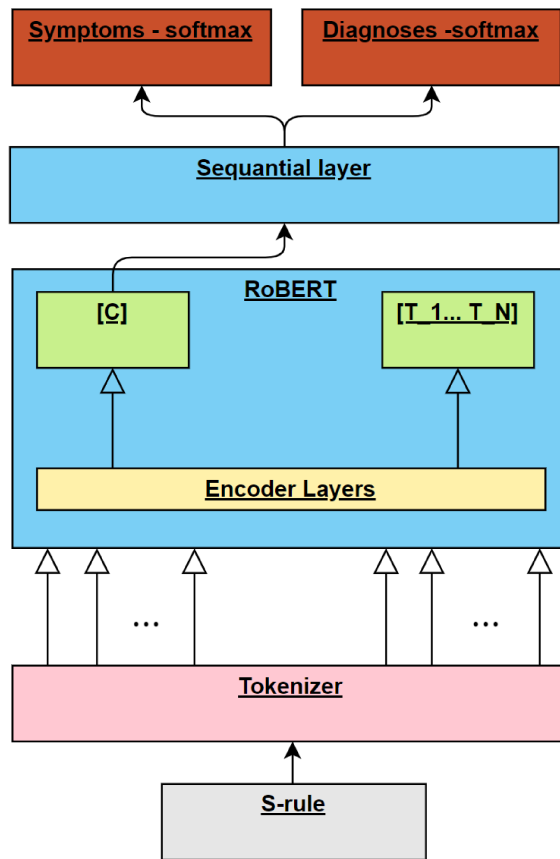 Symptoms - softmax
Diagnoses -softmax
Sequantial layer
RoBERT
[C]
[T_1... T_N]
Encoder Layers
...
...
Tokenizer
S-rule